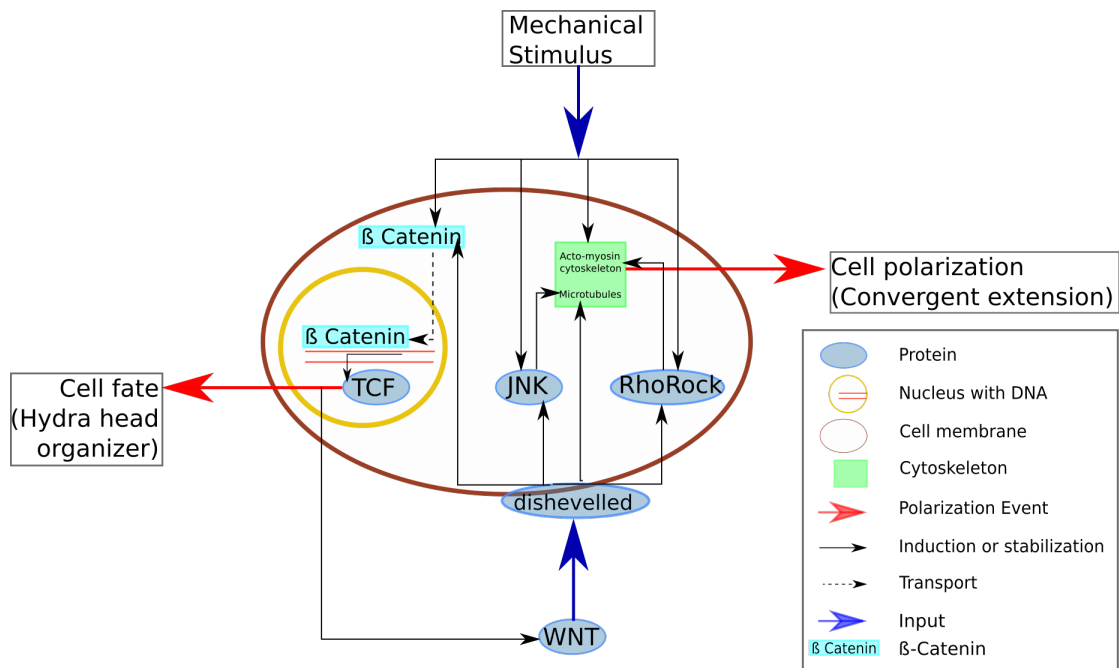 Mechanical
Stimulus
ß Catenin
Acto-myosin
cytoskeleton
Microtubules
Cell polarization
(Convergent extension)
ß Catenin
TCF
JNK
RhoRock
Cell fate
(Hydra head
organizer)
dishevelled
WNT
Protein
Nucleus with DNA
Cell membrane
Cytoskeleton
Polarization Event
Induction or stabilization
Transport
Input
ß Catenin ß-Catenin